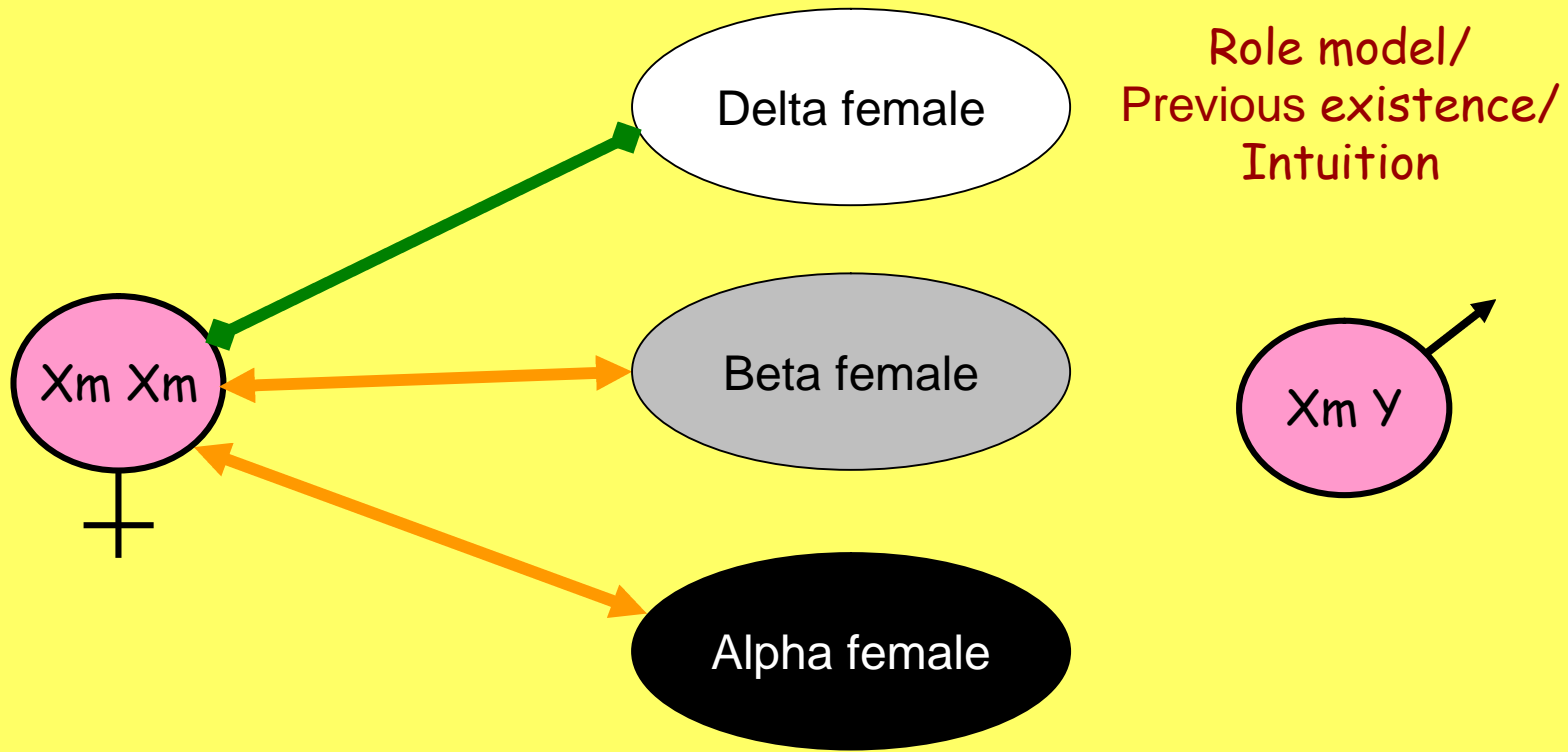 Delta female
Role model/
Previous existence/
Intuition
Xm Xm
Beta female
Xm Y
Alpha female